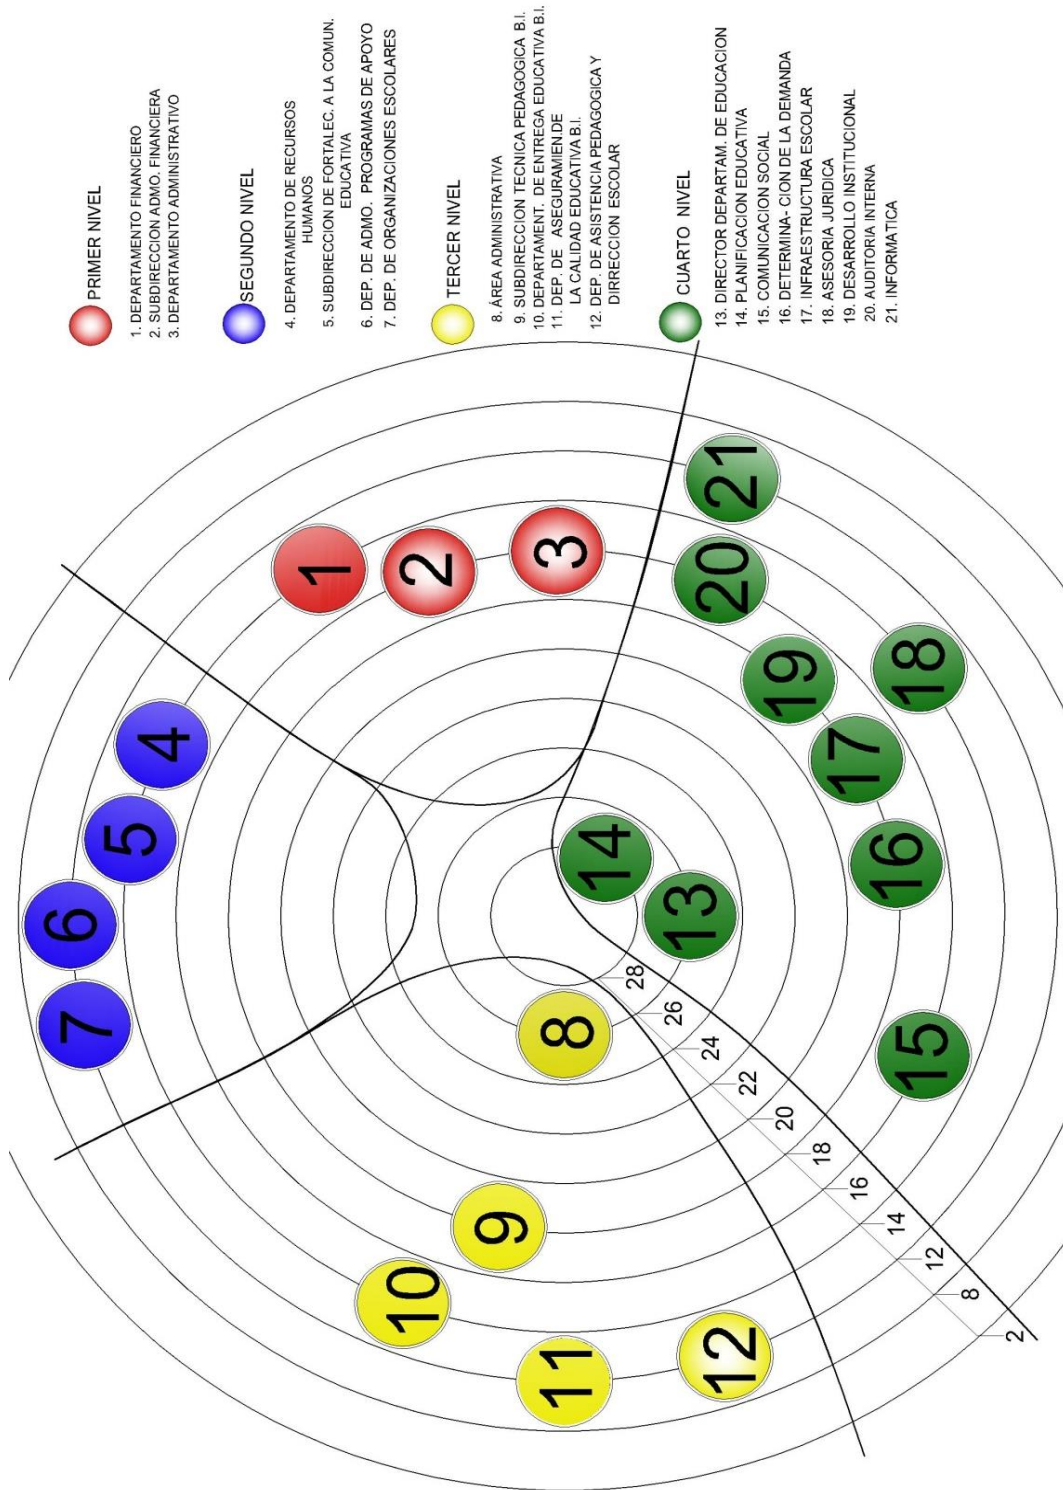 PRIMER NIVEL
1. DEPARTAMENTO FINANCIERO
2. SUBDIRECCION ADMO. FINANCIERA
3. DEPARTAMENTO ADMINISTRATIVO
SEGUNDO NIVEL
4. DEPARTAMENTO DE RECURSOS
HUMANOS
5. SUBDIRECCION DE FORTALEC. A LA COMUN.
EDUCATIVA
6. DEP. DE ADMO. PROGRAMAS DE APOYO
7. DEP. DE ORGANIZACIONES ESCOLARES
TERCER NIVEL
8. ÁREA ADMINISTRATIVA
9. SUBDIRECCION TECNICA PEDAGOGICA B.I.
10. DEPARTAMENT. DE ENTREGA EDUCATIVA B.I.
11. DEP. DE ASEGURAMIEN.DE
LA CALIDAD EDUCATIVA B.I.
12. DEP. DE ASISTENCIA PEDAGOGICA Y
DIRRECCION ESCOLAR
CUARTO NIVEL
13. DIRECTOR DEPARTAM. DE EDUCACION
14. PLANIFICACION EDUCATIVA
15. COMUNICACION SOCIAL
16. DETERMINA- CION DE LA DEMANDA
17. INFRAESTRUCTURA ESCOLAR
18. ASESORIA JURIDICA
19. DESARROLLO INSTITUCIONAL
20. AUDITORIA INTERNA
21. INFORMATICA
1
2
3
4
5
6
7
8
9
10
11
12
13
14
15
16
17
18
19
20
21
28
26
24
22
20
18
16
14
12
8
2